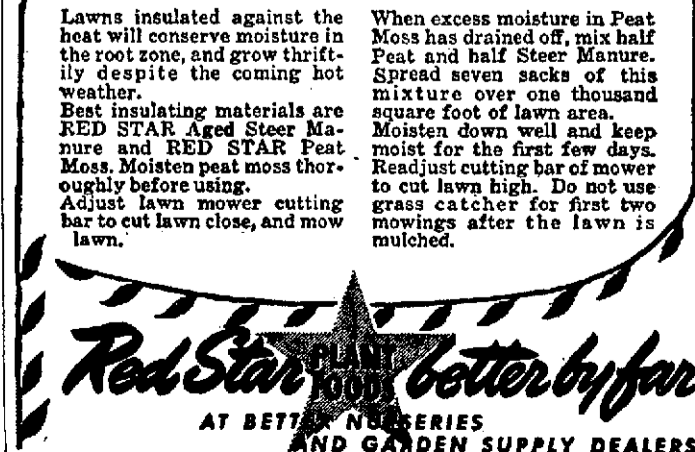 Lawns insulated against the
heat will conserve moisture in
the root zone, and grow thrift-
ily despite the coming hot
weather.
Best insulating materials are
RED STAR Aged Steer Ma-
nure and RED STAR Peat
Moss. Moisten peat moss thor-
oughly before using.
Adjust lawn mower cutting
bar to cut lawn close, and mow
lawn.
When excess moisture in Peat
Moss has drained off, mix half
Peat and half Steer Manure.
Spread seven sacks of this
mixture over one thousand
square foot of lawn area.
Moisten down well and keep
moist for the first few days.
Readjust cutting bar of mower
to cut lawn high. Do not use
grass catcher for first two
mowings after the lawn is
mulched.
Red Star PLANT FOODS better by far
AT BETTER NURSERIES
AND GARDEN SUPPLY DEALERS